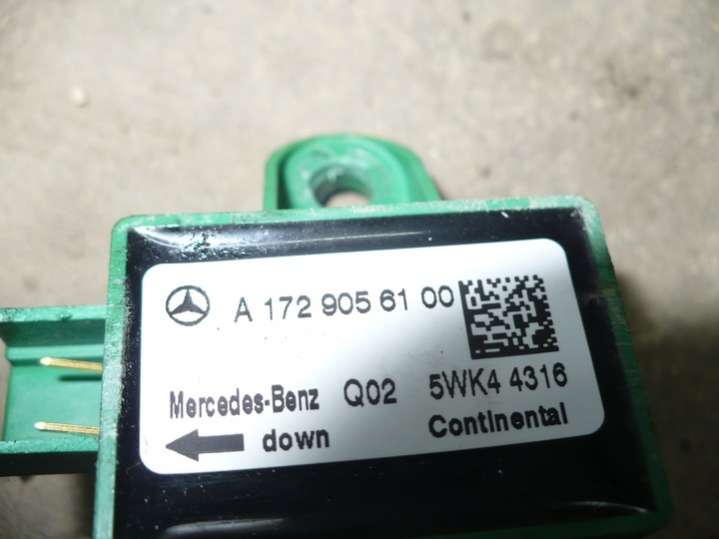 A 172 905 61 00
Mercedes-Benz Q02 5WK4 4316
down Continental